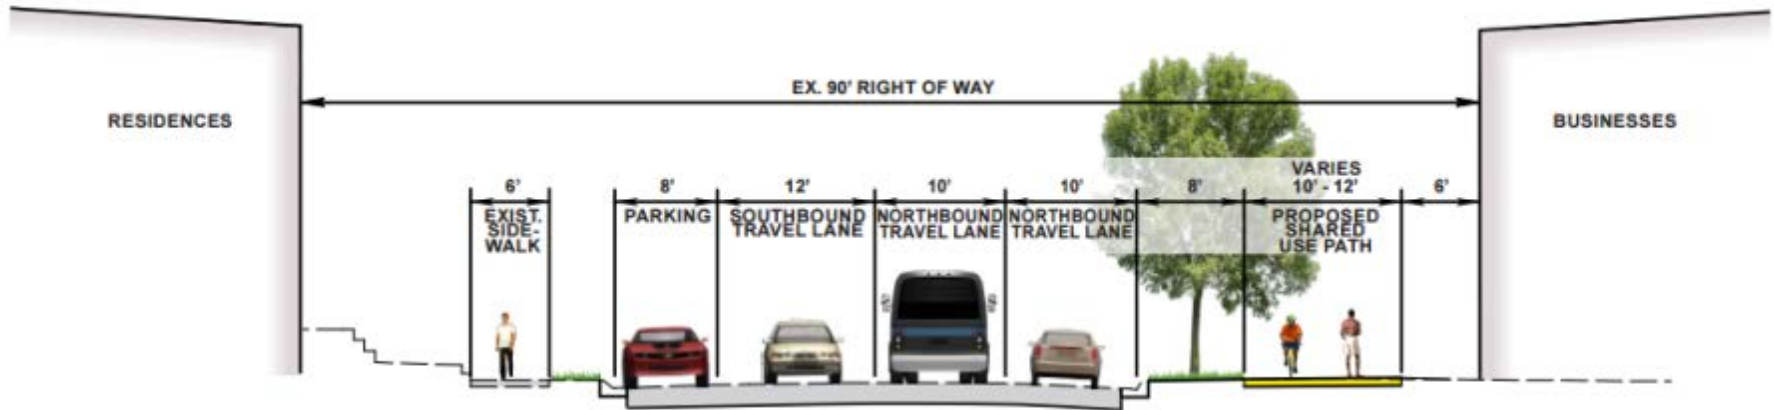 EX. 90' RIGHT OF WAY
RESIDENCES
BUSINESSES
6'
EXIST.
SIDE-
WALK
8'
PARKING
12'
SOUTHBOUND
TRAVEL LANE
10'
NORTHBOUND
TRAVEL LANE
10'
NORTHBOUND
TRAVEL LANE
8'
VARIES
10' - 12'
PROPOSED
SHARED
USE PATH
6'